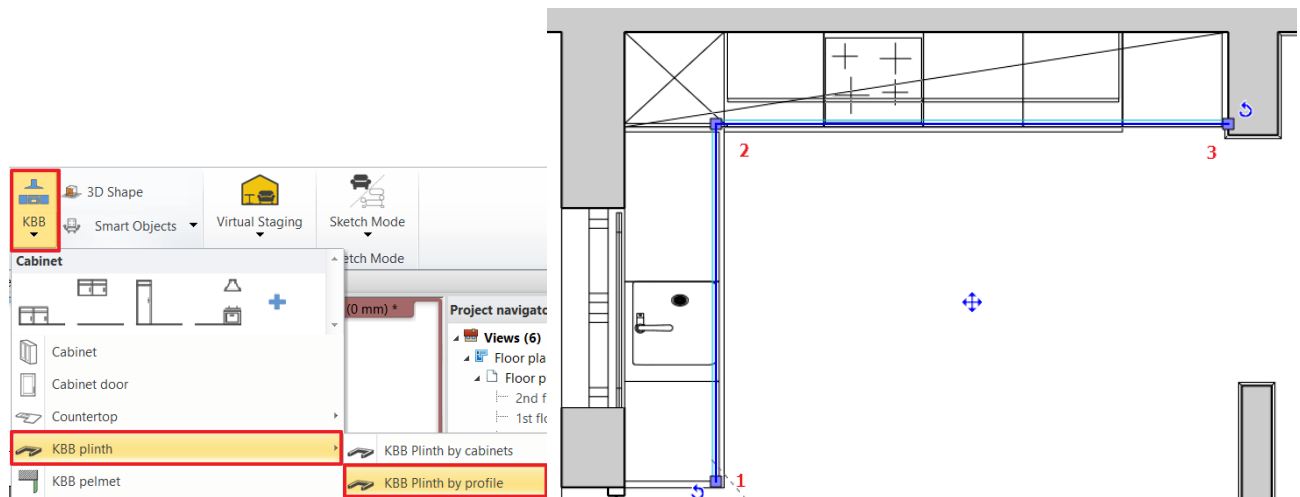 KBB
3D Shape
Smart Objects
Virtual Staging
Sketch Mode
etch Mode
Cabinet
(0 mm) *
Project navigato
Views (6)
Floor pla
Floor p
2nd f
1st flo
Cabinet
Cabinet door
Countertop
KBB plinth
KBB Plinth by cabinets
KBB pelmet
KBB Plinth by profile
2
3
1